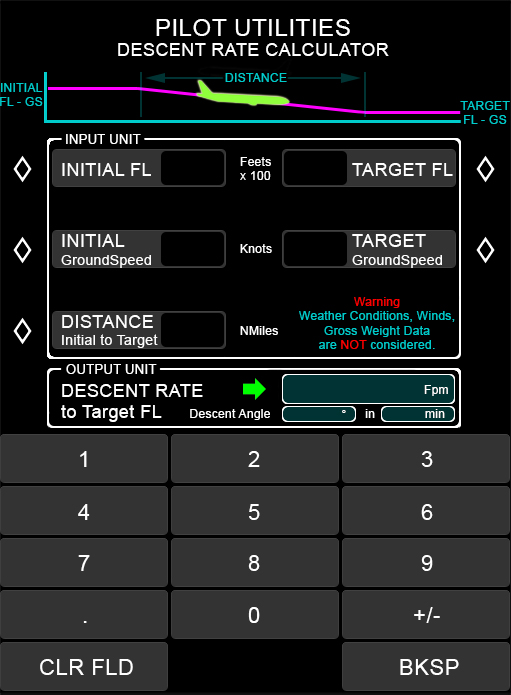 PILOT UTILITIES
DESCENT RATE CALCULATOR
DISTANCE
INITIAL
FL - GS
TARGET
FL - GS
INPUT UNIT
INITIAL FL
Feets
x 100
TARGET FL
INITIAL
GroundSpeed
Knots
TARGET
GroundSpeed
DISTANCE
Initial to Target
NMiles
Warning
Weather Conditions, Winds,
Gross Weight Data
are NOT considered.
OUTPUT UNIT
DESCENT RATE
to Target FL
Fpm
Descent Angle
° in min
1 2 3
4 5 6
7 8 9
. 0 +/-
CLR FLD BKSP